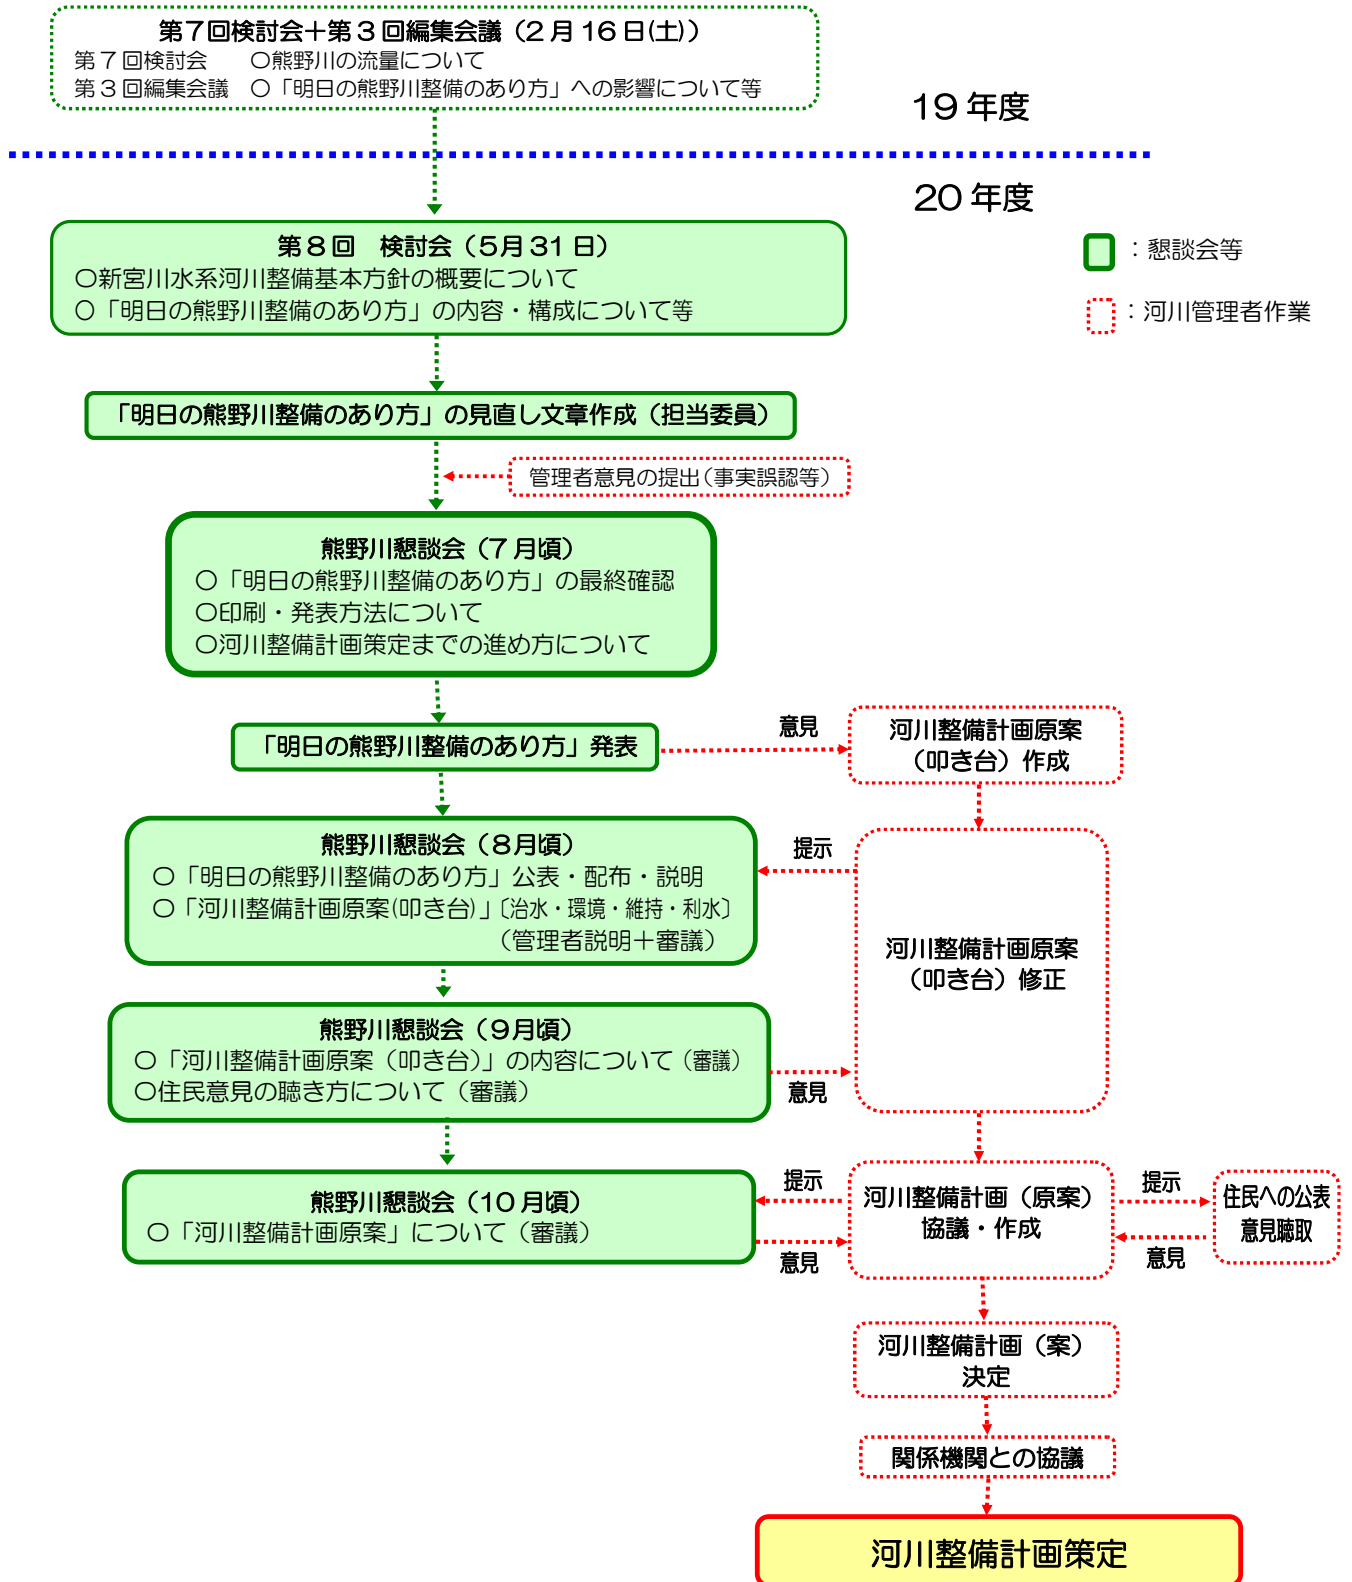 第７回検討会＋第３回編集会議（２月16日(土)）
第７回検討会　　○熊野川の流量について
第３回編集会議　○「明日の熊野川整備のあり方」への影響について等
19年度
20年度
第８回　検討会（５月31日）
○新宮川水系河川整備基本方針の概要について
○「明日の熊野川整備のあり方」の内容・構成について等
：懇談会等
：河川管理者作業
「明日の熊野川整備のあり方」の見直し文章作成（担当委員）
管理者意見の提出（事実誤認等）
熊野川懇談会（７月頃）
○「明日の熊野川整備のあり方」の最終確認
○印刷・発表方法について
○河川整備計画策定までの進め方について
「明日の熊野川整備のあり方」発表
意見
河川整備計画原案
（叩き台）作成
熊野川懇談会（８月頃）
○「明日の熊野川整備のあり方」公表・配布・説明
○「河川整備計画原案(叩き台)」〔治水・環境・維持・利水〕
（管理者説明＋審議）
提示
河川整備計画原案
（叩き台）修正
熊野川懇談会（９月頃）
○「河川整備計画原案（叩き台）」の内容について（審議）
○住民意見の聴き方について（審議）
意見
熊野川懇談会（10月頃）
○「河川整備計画原案」について（審議）
提示
意見
河川整備計画（原案）
協議・作成
提示
意見
住民への公表
意見聴取
河川整備計画（案）
決定
関係機関との協議
河川整備計画策定